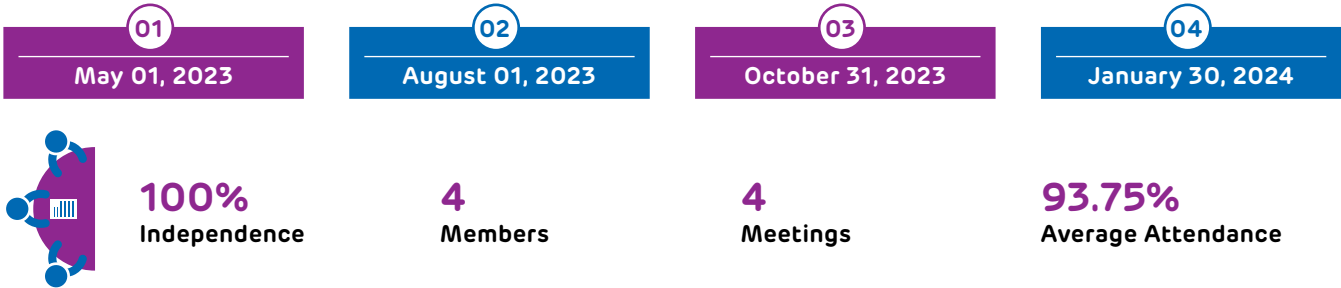 01
May 01, 2023
02
August 01, 2023
03
October 31, 2023
04
January 30, 2024
100%
Independence
4
Members
4
Meetings
93.75%
Average Attendance